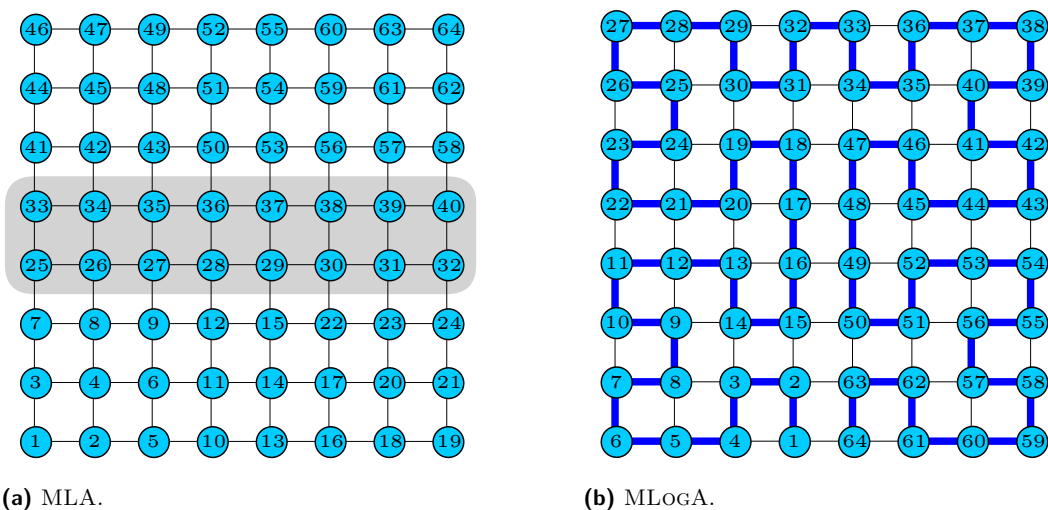 46 47 49 52 55 60 63 64 27 28 29 32 33 36 37 38
44 45 48 51 54 59 61 62 26 25 30 31 34 35 40 39
41 42 43 50 53 56 57 58 23 24 19 18 47 46 41 42
33 34 35 36 37 38 39 40 22 21 20 17 48 45 44 43
25 26 27 28 29 30 31 32 11 12 13 16 49 52 53 54
7 8 9 12 15 22 23 24 10 9 14 15 50 51 56 55
3 4 6 11 14 17 20 21 7 8 3 2 63 62 57 58
1 2 5 10 13 16 18 19 6 5 4 1 64 61 60 59
(a) MLA. (b) MLogA.